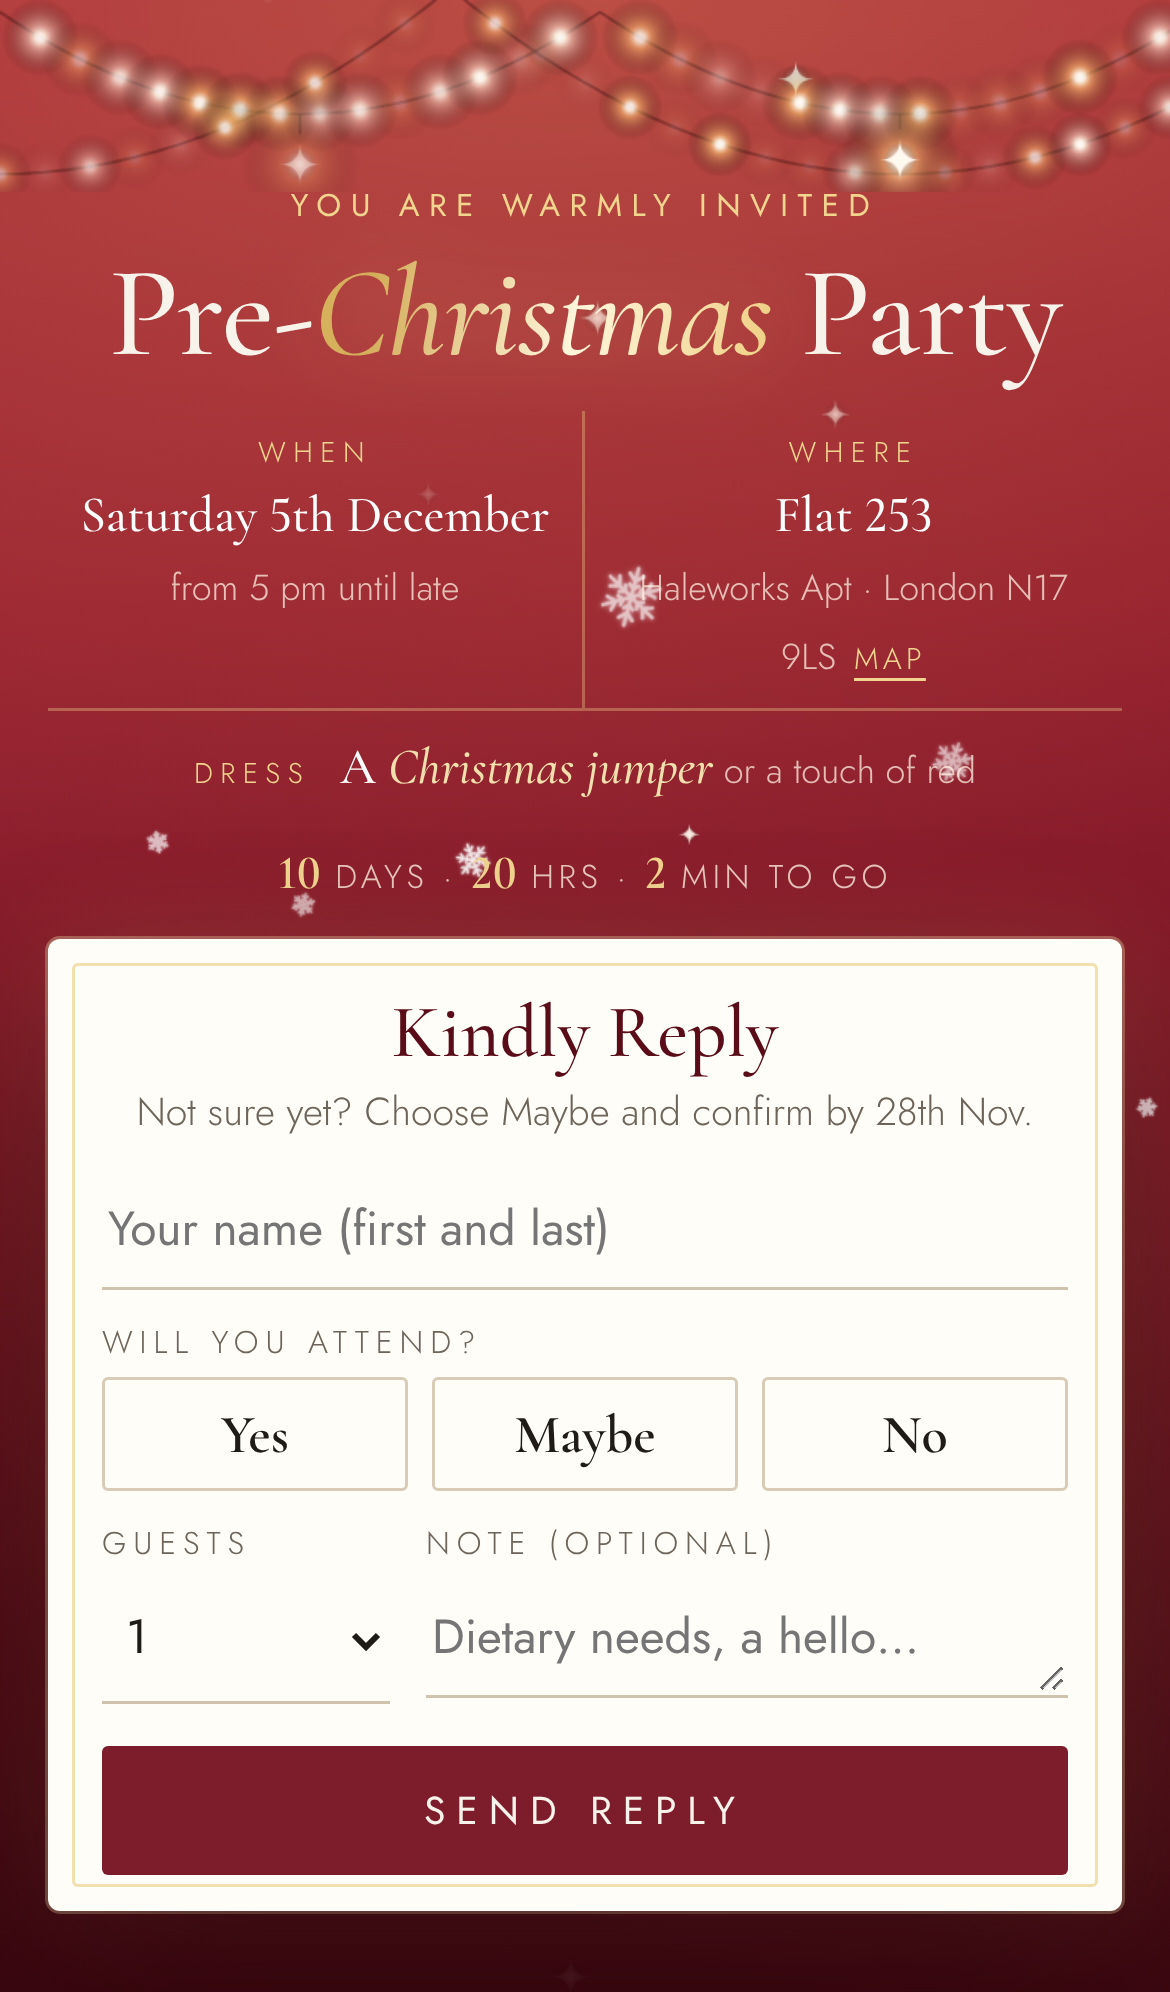 YOU ARE WARMLY INVITED
Pre-Christmas Party
WHEN
Saturday 5th December
from 5 pm until late
WHERE
Flat 253
Haleworks Apt · London N17
9LS MAP
DRESS A Christmas jumper or a touch of red
10 DAYS · 20 HRS · 2 MIN TO GO
Kindly Reply
Not sure yet? Choose Maybe and confirm by 28th Nov.
Your name (first and last)
WILL YOU ATTEND?
Yes Maybe No
GUESTS NOTE (OPTIONAL)
1 Dietary needs, a hello...
SEND REPLY